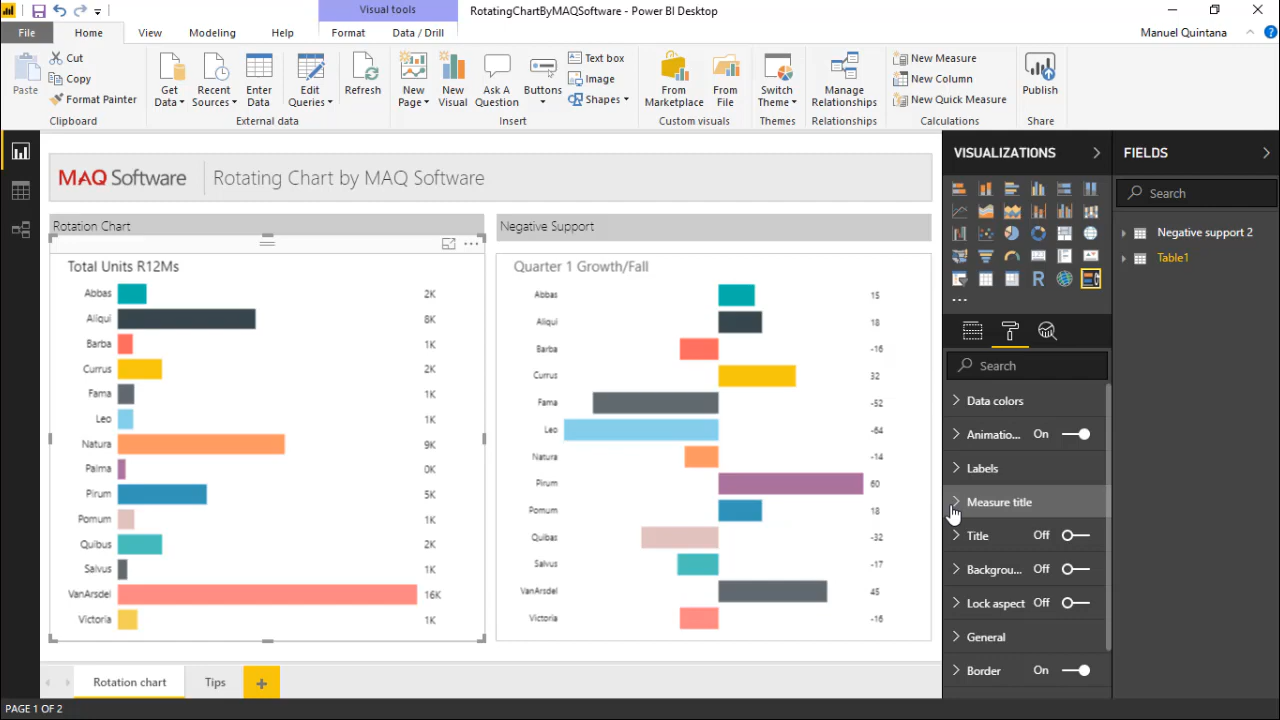 Visual tools
RotatingChartByMAQSoftware - Power BI Desktop
File
Home
View
Modeling
Help
Format
Data / Drill
Manuel Quintana
Paste
Cut
Copy
Format Painter
Clipboard
Get Data
Recent Sources
Enter Data
Edit Queries
Refresh
External data
New Page
New Visual
Ask A Question
Buttons
Text box
Image
Shapes
Insert
From Marketplace
From File
Custom visuals
Switch Theme
Themes
Manage Relationships
Relationships
New Measure
New Column
New Quick Measure
Calculations
Publish
Share
MAQ Software
Rotating Chart by MAQ Software
Rotation Chart
Total Units R12Ms
Abbas 2K
Aliqui 8K
Barba 1K
Currus 2K
Fama 1K
Leo 1K
Natura 9K
Palma 0K
Pirum 5K
Pomum 1K
Quibus 2K
Salvus 1K
VanArsdel 16K
Victoria 1K
Negative Support
Quarter 1 Growth/Fall
Abbas 15
Aliqui 18
Barba -16
Currus 32
Fama -52
Leo -64
Natura -14
Pirum 60
Pomum 18
Quibas -32
Salvus -17
VanArsdel 45
Victoria -16
VISUALIZATIONS
R
Search
Data colors
Animatio... On
Labels
Measure title
Title Off
Backgrou... Off
Lock aspect Off
General
Border On
FIELDS
Search
Negative support 2
Table1
Rotation chart
Tips
PAGE 1 OF 2